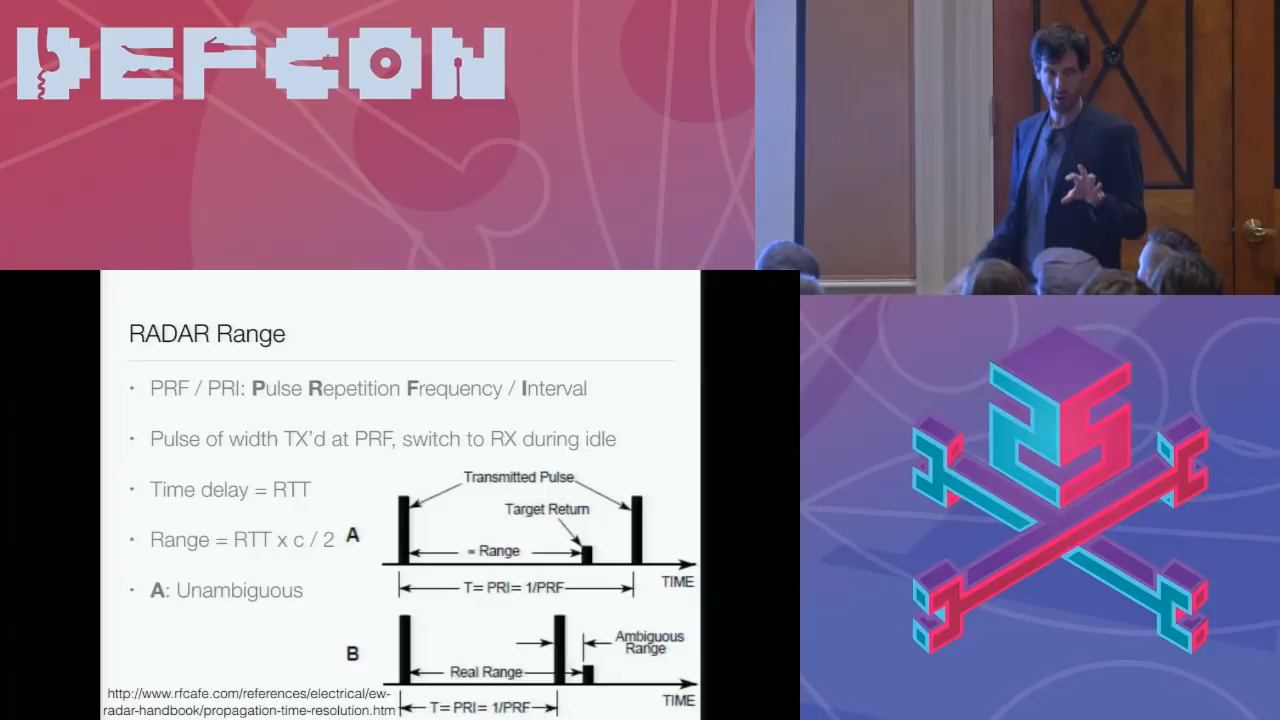 DEFCON
RADAR Range
• PRF / PRI: Pulse Repetition Frequency / Interval
• Pulse of width TX'd at PRF, switch to RX during idle
• Time delay = RTT
• Range = RTT x c / 2
• A: Unambiguous
A
Transmitted Pulse
Target Return
∝ Range
TIME
T= PRI= 1/PRF
B
Ambiguous
Range
Real Range
TIME
T= PRI= 1/PRF
http://www.rfcafe.com/references/electrical/ew-
radar-handbook/propagation-time-resolution.htm
25